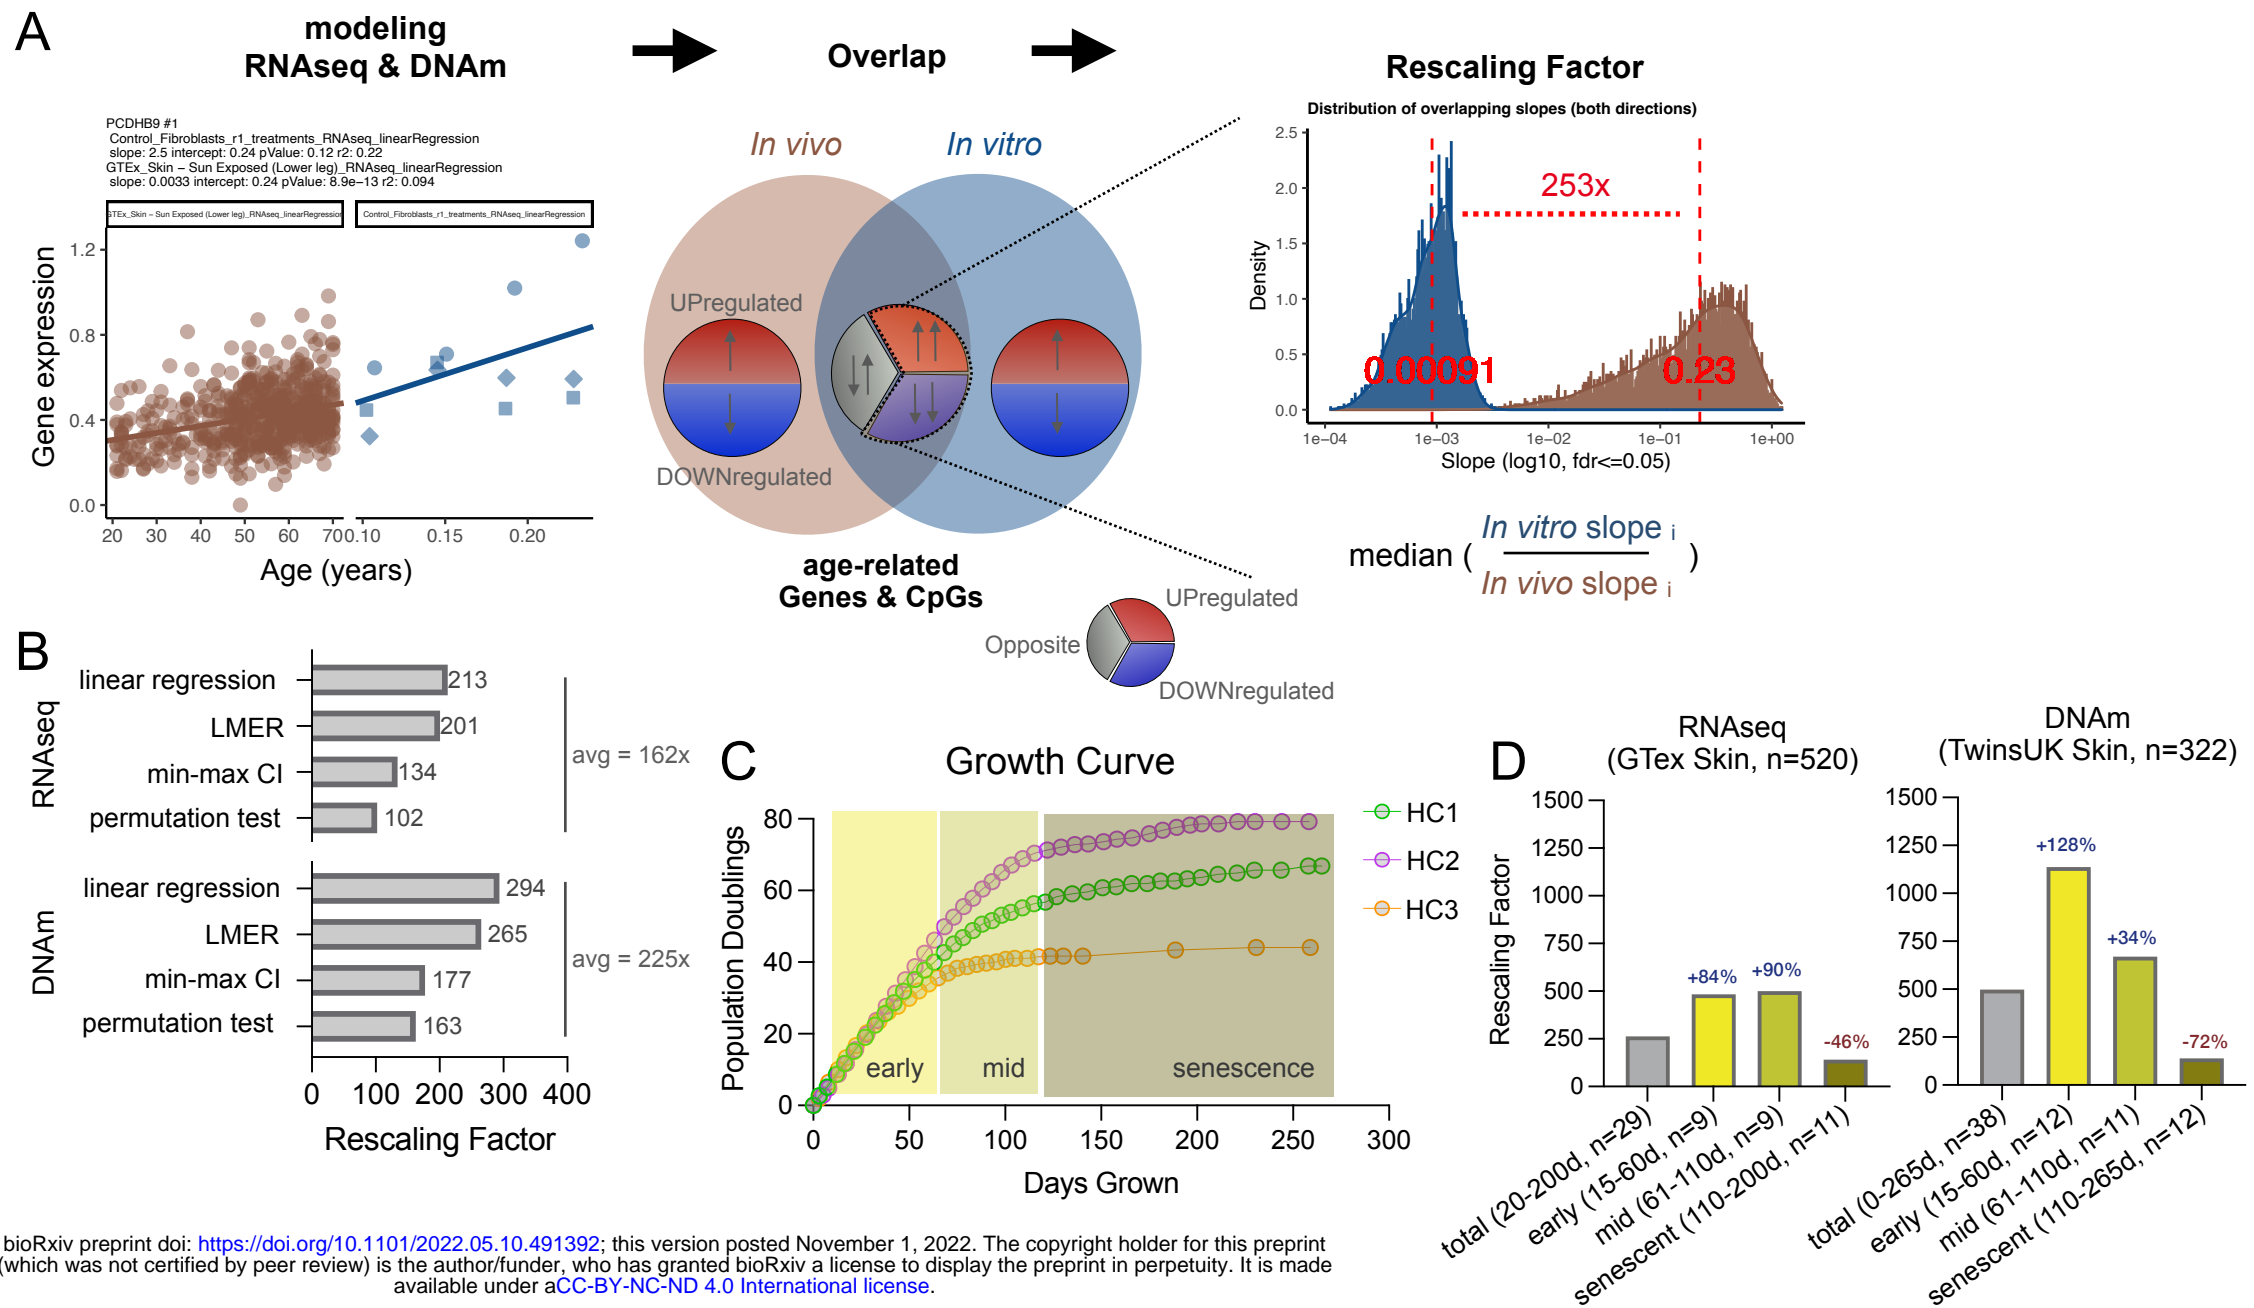 A
modeling
RNAseq & DNAm
Overlap
Rescaling Factor
PCDHB9 #1
Control_Fibroblasts_r1_treatments_RNAseq_linearRegression
slope: 2.5 intercept: 0.24 pValue: 0.12 r2: 0.22
GTEx_Skin – Sun Exposed (Lower leg)_RNAseq_linearRegression
slope: 0.0033 intercept: 0.24 pValue: 8.9e–13 r2: 0.094
GTEx_Skin – Sun Exposed (Lower leg)_RNAseq_linearRegression
Control_Fibroblasts_r1_treatments_RNAseq_linearRegression
Gene expression
1.2
0.8
0.4
0.0
20 30 40 50 60 70 0.10 0.15 0.20
Age (years)
In vivo
In vitro
UPregulated
DOWNregulated
age-related
Genes & CpGs
Opposite
UPregulated
DOWNregulated
Distribution of overlapping slopes (both directions)
Density
2.5
2.0
1.5
1.0
0.5
0.0
253x
0.00091
0.23
1e-04 1e-03 1e-02 1e-01 1e+00
Slope (log10, fdr<=0.05)
median ( In vitro slope i
In vivo slope i )
B
RNAseq
linear regression 213
LMER 201
min-max CI 134
permutation test 102
avg = 162x
DNAm
linear regression 294
LMER 265
min-max CI 177
permutation test 163
avg = 225x
0 100 200 300 400
Rescaling Factor
C
Growth Curve
Population Doublings
80
60
40
20
0
early
mid
senescence
0 50 100 150 200 250 300
Days Grown
HC1
HC2
HC3
D
RNAseq
(GTex Skin, n=520)
Rescaling Factor
1500
1250
1000
750
500
250
0
+84%
+90%
-46%
total (20-200d, n=29)
early (15-60d, n=9)
mid (61-110d, n=9)
senescent (110-200d, n=11)
DNAm
(TwinsUK Skin, n=322)
1500
1250
1000
750
500
250
0
+128%
+34%
-72%
total (0-265d, n=38)
early (15-60d, n=12)
mid (61-110d, n=11)
senescent (110-265d, n=12)
bioRxiv preprint doi: https://doi.org/10.1101/2022.05.10.491392; this version posted November 1, 2022. The copyright holder for this preprint
(which was not certified by peer review) is the author/funder, who has granted bioRxiv a license to display the preprint in perpetuity. It is made
available under aCC-BY-NC-ND 4.0 International license.